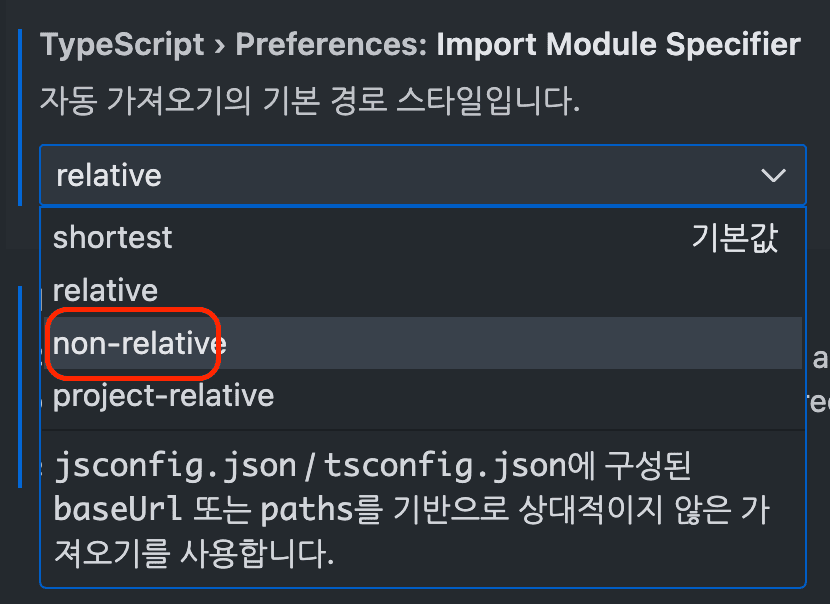 TypeScript › Preferences: Import Module Specifier
자동 가져오기의 기본 경로 스타일입니다.
relative
shortest 기본값
relative
non-relative
project-relative
jsconfig.json / tsconfig.json에 구성된
baseUrl 또는 paths를 기반으로 상대적이지 않은 가
져오기를 사용합니다.